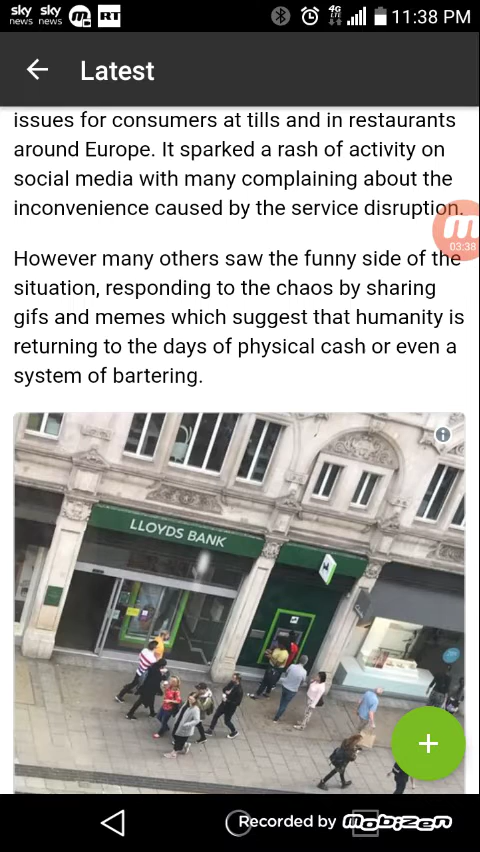 sky sky m RT 4G LTE 11:38 PM
news news
Latest
issues for consumers at tills and in restaurants
around Europe. It sparked a rash of activity on
social media with many complaining about the
inconvenience caused by the service disruption.
m
03:38
However many others saw the funny side of the
situation, responding to the chaos by sharing
gifs and memes which suggest that humanity is
returning to the days of physical cash or even a
system of bartering.
LLOYDS BANK
Recorded by Mobizen